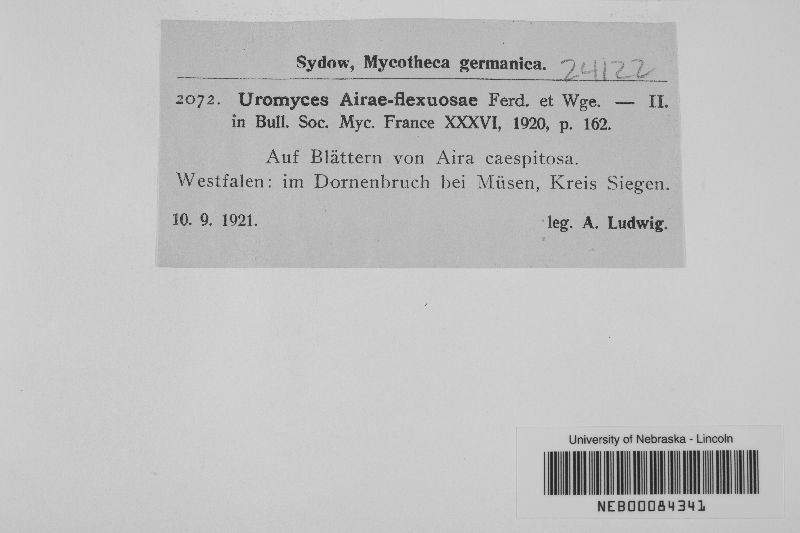 Sydow, Mycotheca germanica. 24122
2072. Uromyces Airae-flexuosae Ferd. et Wge. — II.
in Bull. Soc. Myc. France XXXVI, 1920, p. 162.
Auf Blättern von Aira caespitosa.
Westfalen: im Dornenbruch bei Müsen, Kreis Siegen.
10. 9. 1921. leg. A. Ludwig.
University of Nebraska - Lincoln
NEB00084341